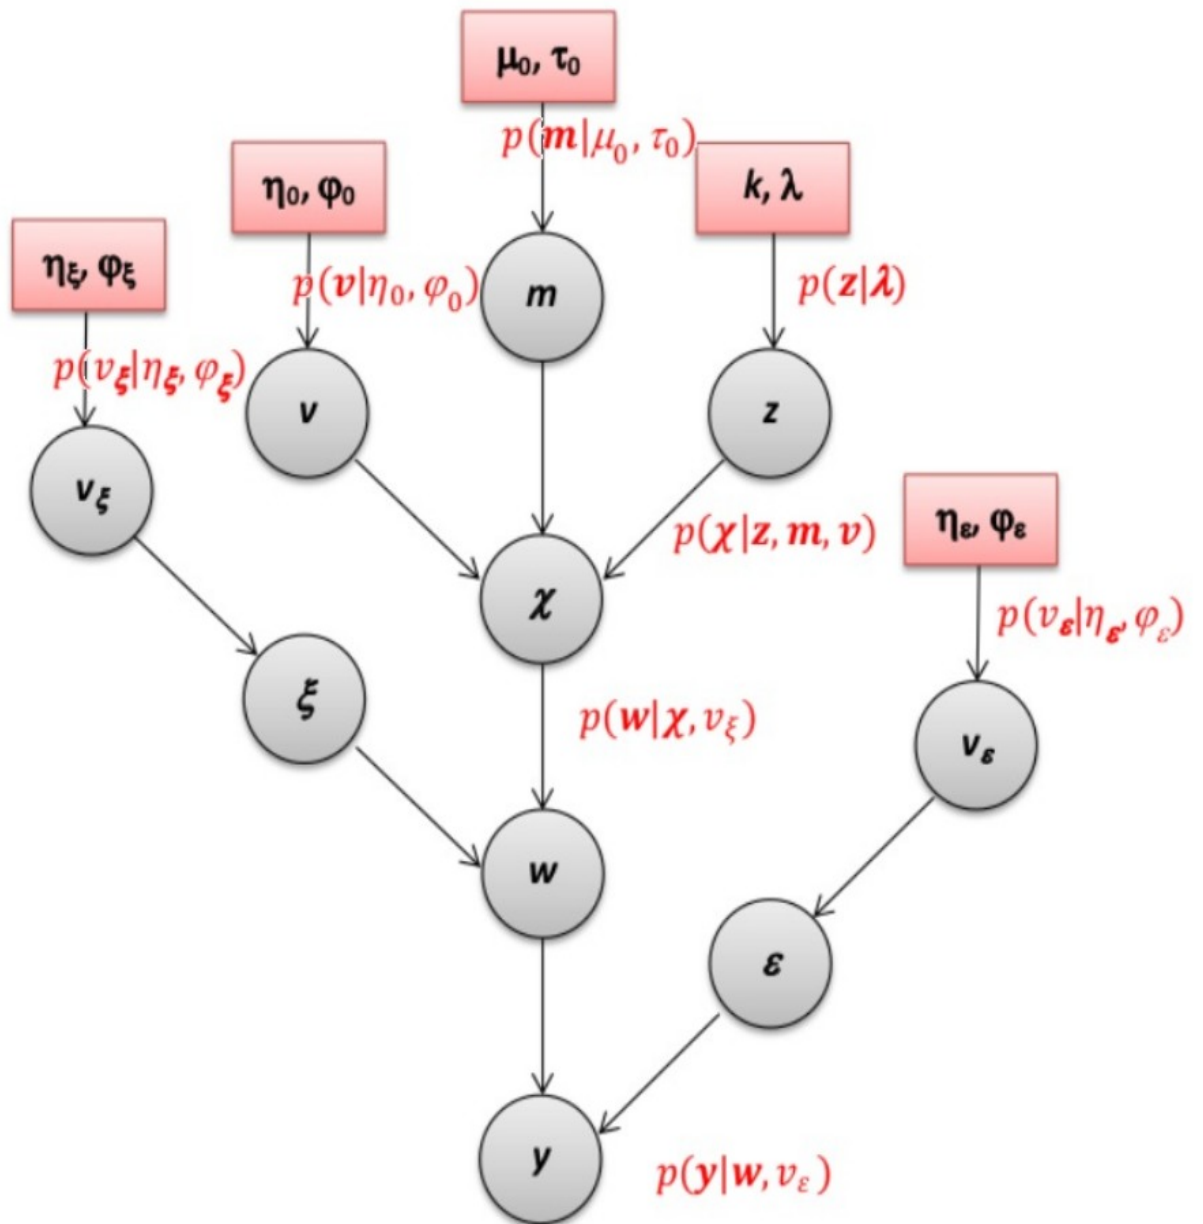 μ₀, τ₀
p(m|μ₀, τ₀)
η₀, φ₀
k, λ
ηξ, φξ
p(v|η₀, φ₀)
m
p(z|λ)
p(vξ|ηξ, φξ)
v
z
vξ
ηε, φε
p(χ|z, m, v)
χ
p(vε|ηε, φε)
ξ
p(w|χ, vξ)
vε
w
ε
y
p(y|w, vε)